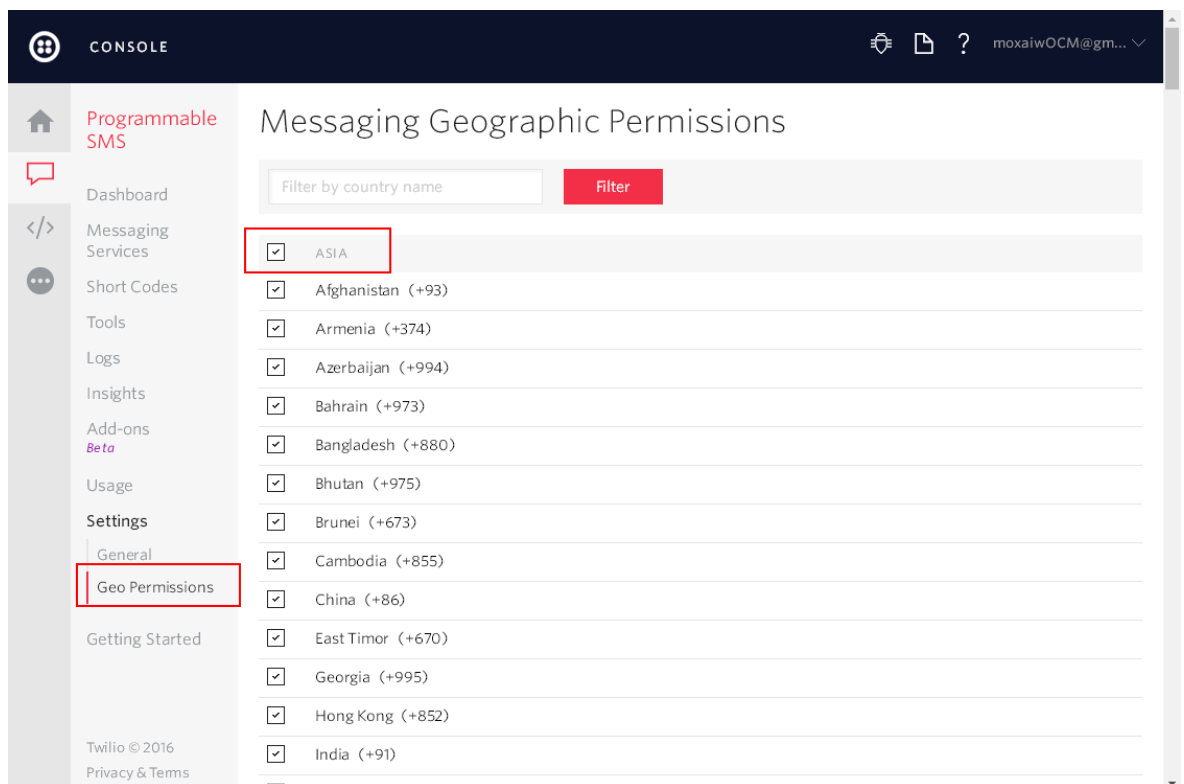 CONSOLE
?
moxaiwOCM@gm...
Programmable
SMS
Dashboard
Messaging
Services
Short Codes
Tools
Logs
Insights
Add-ons
Beta
Usage
Settings
General
Geo Permissions
Getting Started
Twilio © 2016
Privacy & Terms
Messaging Geographic Permissions
Filter by country name
Filter
ASIA
Afghanistan (+93)
Armenia (+374)
Azerbaijan (+994)
Bahrain (+973)
Bangladesh (+880)
Bhutan (+975)
Brunei (+673)
Cambodia (+855)
China (+86)
East Timor (+670)
Georgia (+995)
Hong Kong (+852)
India (+91)